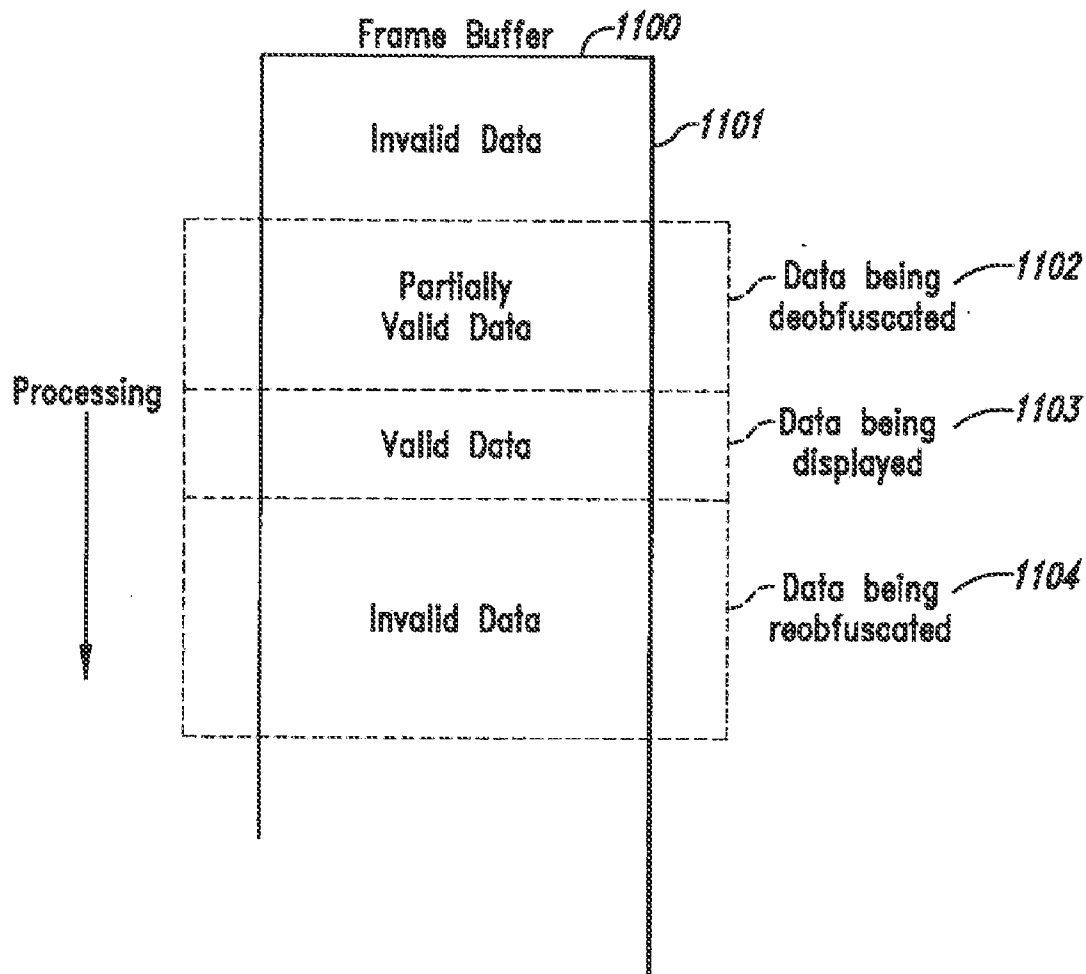 Frame Buffer 1100
Invalid Data
1101
Partially
Valid Data
Data being
deobfuscated
1102
Processing
Valid Data
Data being
displayed
1103
Invalid Data
Data being
reobfuscated
1104